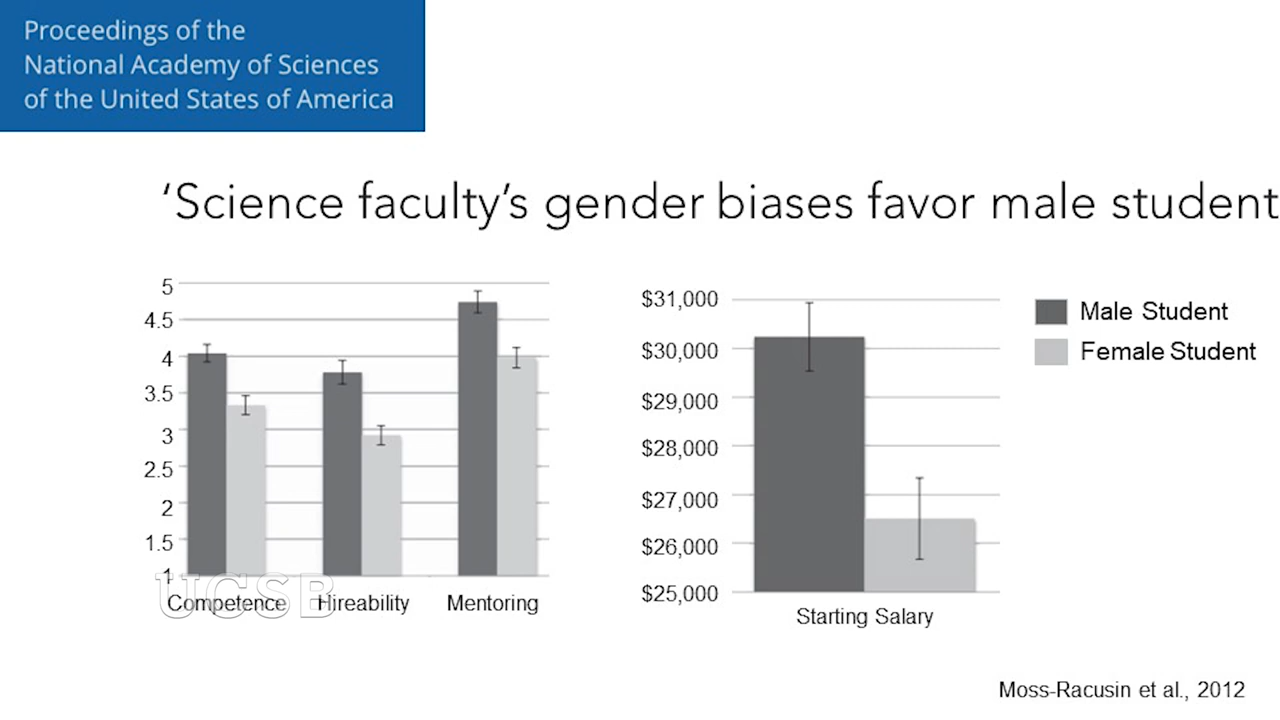 Proceedings of the
National Academy of Sciences
of the United States of America
‘Science faculty’s gender biases favor male student
5
4.5
4
3.5
3
2.5
2
1.5
1
Competence Hireability Mentoring
UCSB
$31,000
$30,000
$29,000
$28,000
$27,000
$26,000
$25,000
Starting Salary
Male Student
Female Student
Moss-Racusin et al., 2012